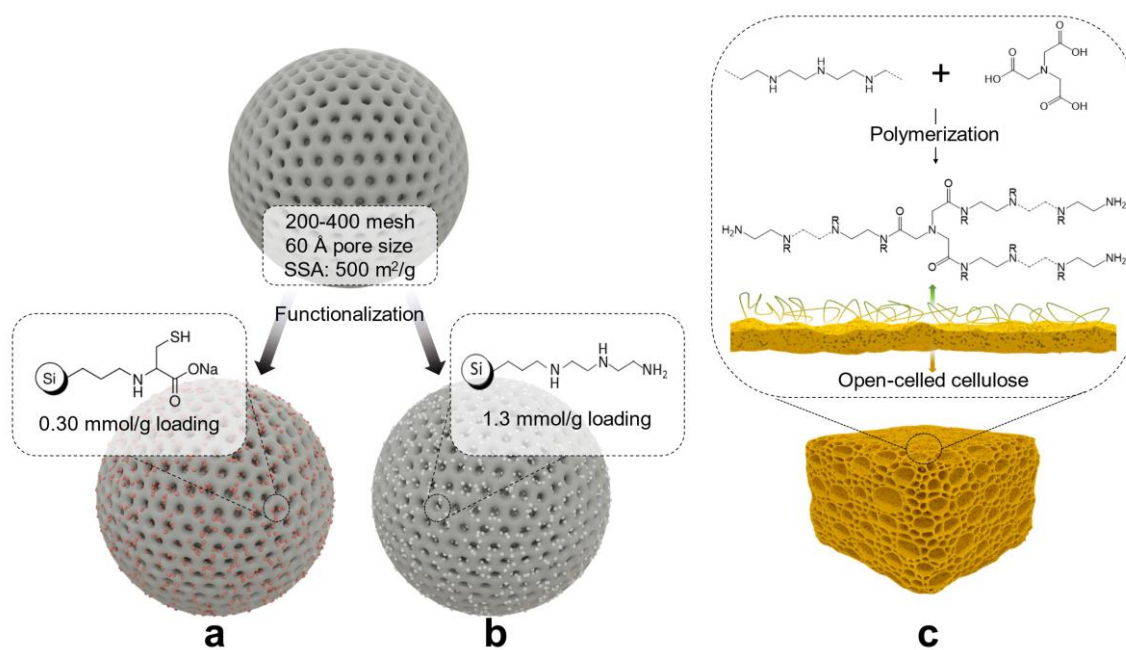 200-400 mesh
60 Å pore size
SSA: 500 m²/g
Functionalization
Si
N
H
SH
ONa
O
0.30 mmol/g loading
Si
N
H
H
N
NH₂
1.3 mmol/g loading
a
b
N
H
H
N
N
H
+
O
OH
HO
O
N
O
OH
Polymerization
O
N
R
R
N
NH₂
H₂N
N
R
R
N
N
R
O
N
O
N
R
R
N
NH₂
Open-celled cellulose
c